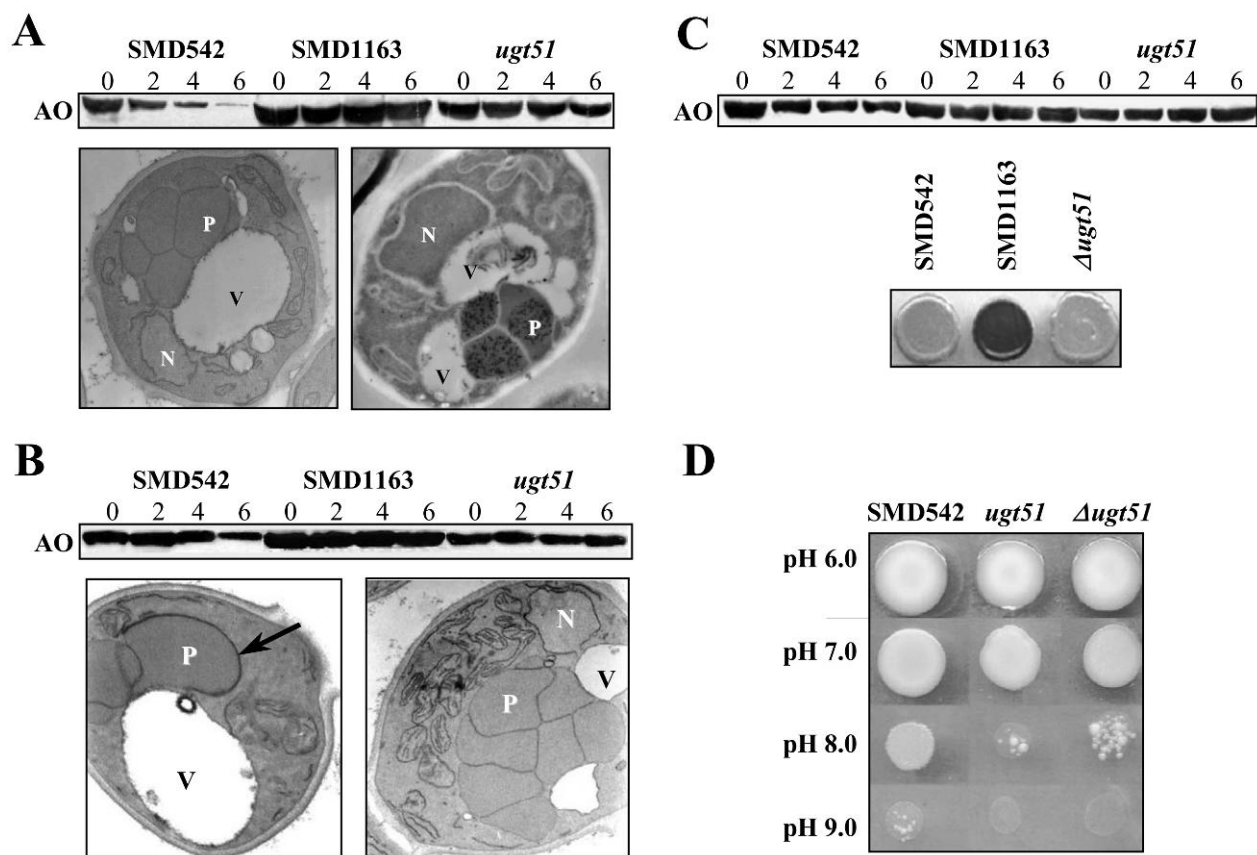 A
SMD542 SMD1163 ugt51
0 2 4 6 0 2 4 6 0 2 4 6
AO
P
V
N
N
V
P
V
B
SMD542 SMD1163 ugt51
0 2 4 6 0 2 4 6 0 2 4 6
AO
P
V
N
V
P
C
SMD542 SMD1163 ugt51
0 2 4 6 0 2 4 6 0 2 4 6
AO
SMD542
SMD1163
Δugt51
D
SMD542 ugt51 Δugt51
pH 6.0
pH 7.0
pH 8.0
pH 9.0